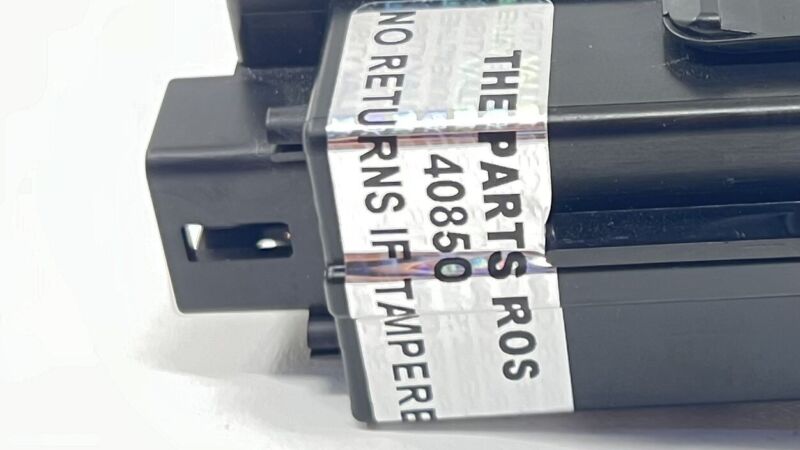 THE PARTS ROS
40850
NO RETURNS IF TAMPERE